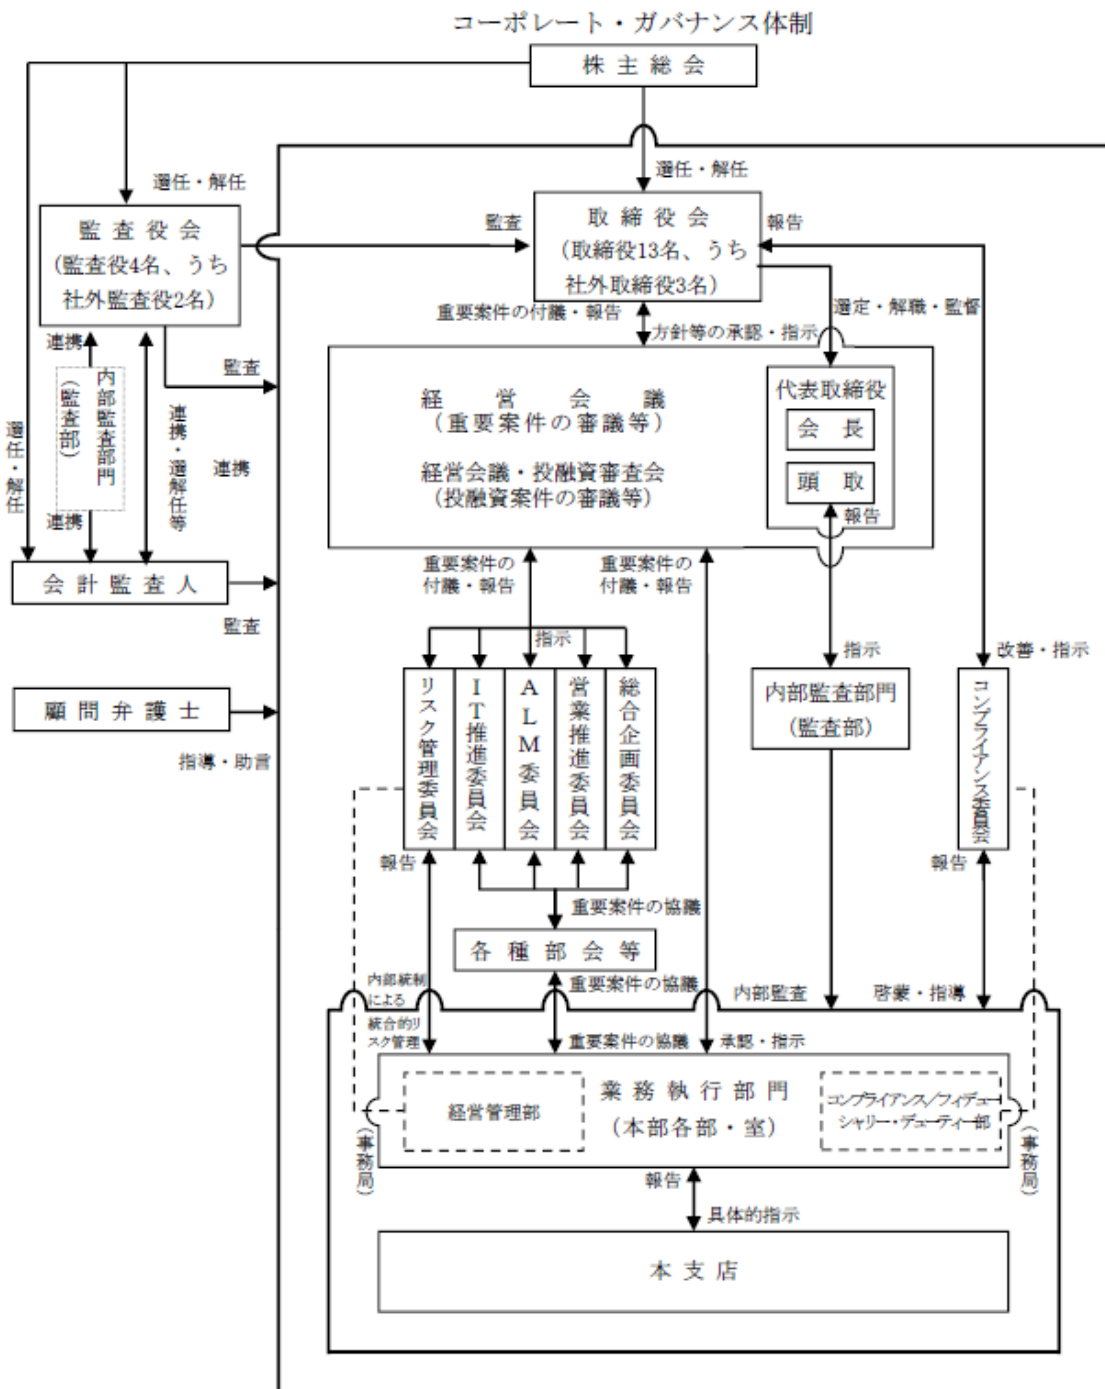 コーポレート・ガバナンス体制
株主総会
選任・解任
選任・解任
監査役会
(監査役4名、うち
社外監査役2名)
監査
取締役会
(取締役13名、うち
社外取締役3名)
報告
重要案件の付議・報告
方針等の承認・指示
選定・解職・監督
連携
監査
内部監査部門
(監査部)
連携・選解任等
連携
選任・解任
連携
経営会議
(重要案件の審議等)
経営会議・投融資審査会
(投融資案件の審議等)
代表取締役
会長
頭取
報告
会計監査人
監査
重要案件の
付議・報告
重要案件の
付議・報告
指示
指示
改善・指示
顧問弁護士
指導・助言
リスク管理委員会
IT推進委員会
ALM委員会
営業推進委員会
総合企画委員会
内部監査部門
(監査部)
コンプライアンス委員会
報告
報告
重要案件の協議
各種部会等
内部統制
による
統合的リ
スク管理
重要案件の協議
内部監査
啓蒙・指導
重要案件の協議
承認・指示
業務執行部門
(本部各部・室)
経営管理部
コンプライアンス/フィデュー
シャリー・デューティー部
(事務局)
(事務局)
報告
具体的指示
本支店